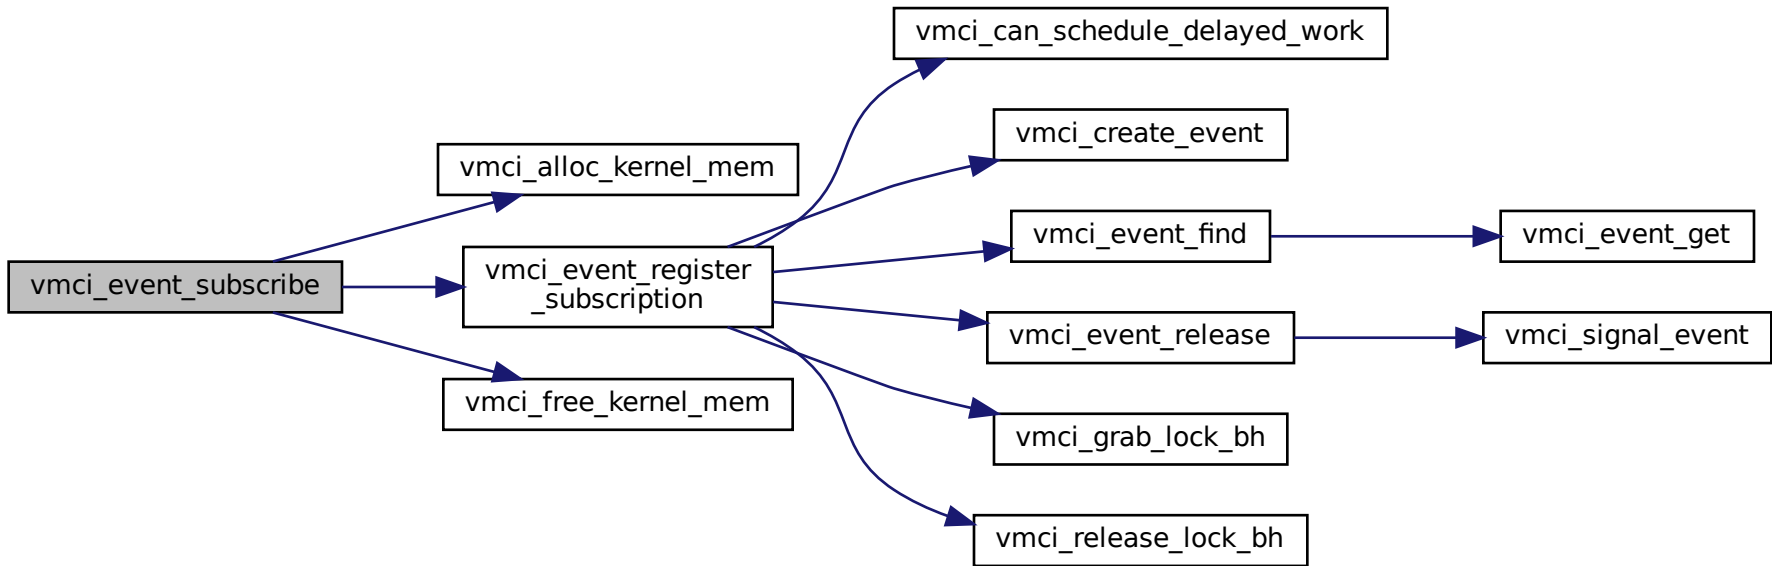 vmci_event_subscribe
vmci_alloc_kernel_mem
vmci_event_register
_subscription
vmci_free_kernel_mem
vmci_can_schedule_delayed_work
vmci_create_event
vmci_event_find
vmci_event_release
vmci_grab_lock_bh
vmci_release_lock_bh
vmci_event_get
vmci_signal_event